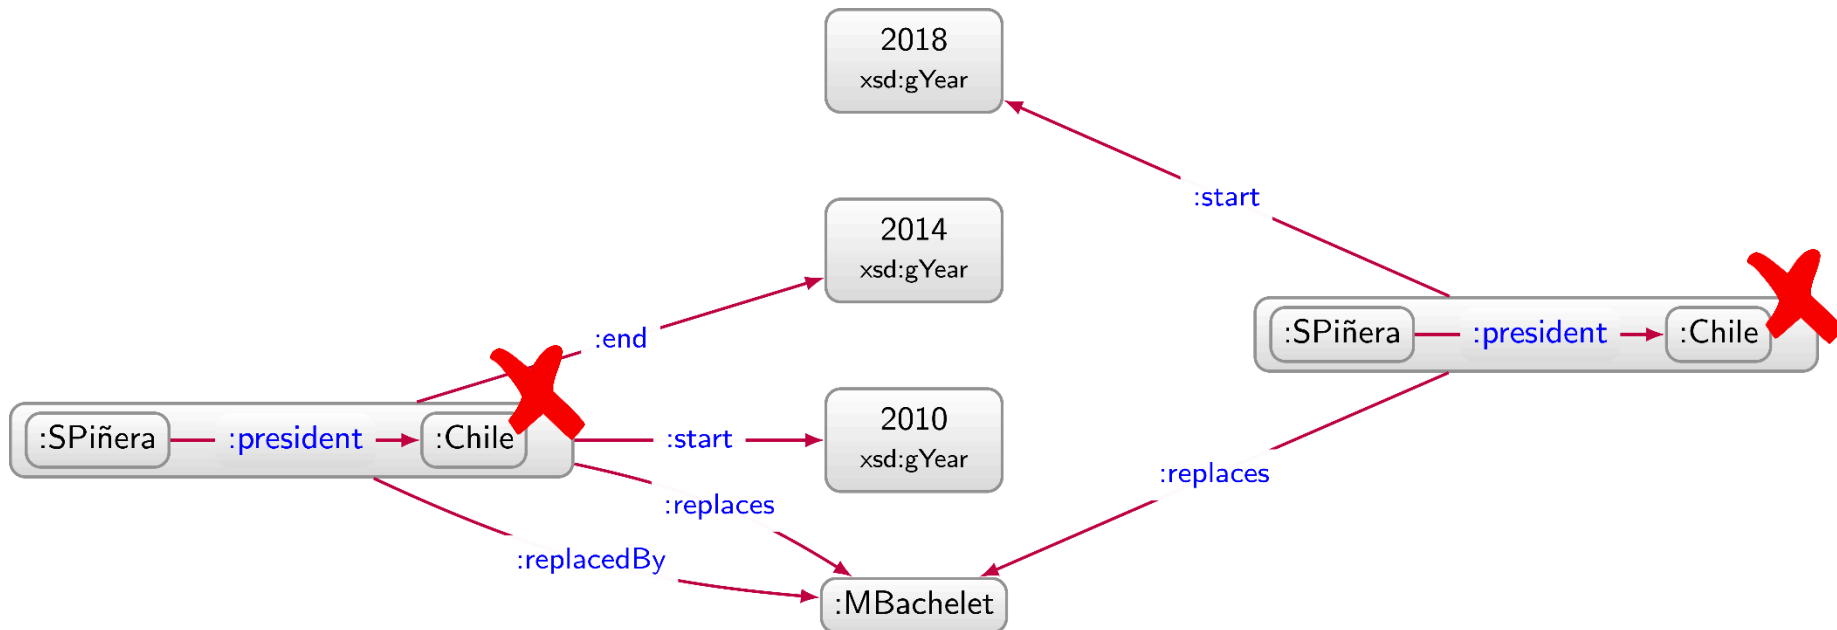 2018
xsd:gYear
:start
2014
xsd:gYear
:end
:SPiñera :president :Chile
2010
xsd:gYear
:SPiñera :president :Chile
:start
:replaces
:replaces
:replacedBy
:MBachelet